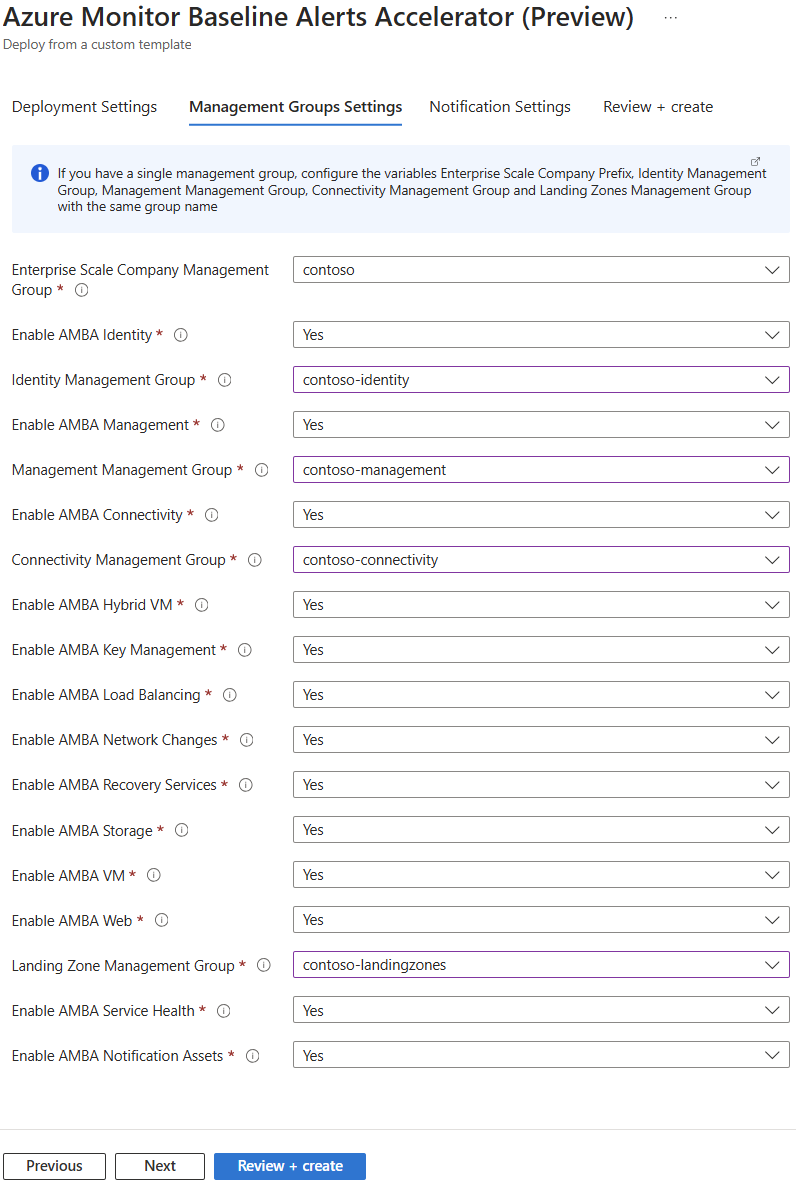 Azure Monitor Baseline Alerts Accelerator (Preview) ...
Deploy from a custom template
Deployment Settings Management Groups Settings Notification Settings Review + create
If you have a single management group, configure the variables Enterprise Scale Company Prefix, Identity Management
Group, Management Management Group, Connectivity Management Group and Landing Zones Management Group
with the same group name
Enterprise Scale Company Management contoso
Group *
Enable AMBA Identity * Yes
Identity Management Group * contoso-identity
Enable AMBA Management * Yes
Management Management Group * contoso-management
Enable AMBA Connectivity * Yes
Connectivity Management Group * contoso-connectivity
Enable AMBA Hybrid VM * Yes
Enable AMBA Key Management * Yes
Enable AMBA Load Balancing * Yes
Enable AMBA Network Changes * Yes
Enable AMBA Recovery Services * Yes
Enable AMBA Storage * Yes
Enable AMBA VM * Yes
Enable AMBA Web * Yes
Landing Zone Management Group * contoso-landingzones
Enable AMBA Service Health * Yes
Enable AMBA Notification Assets * Yes
Previous Next Review + create